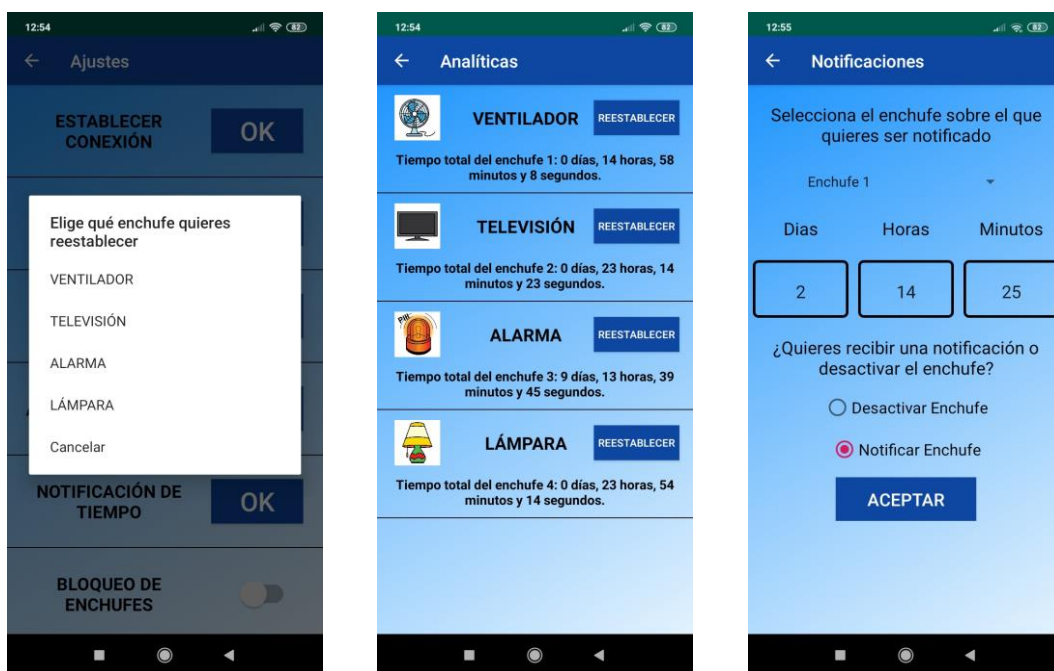 12:54
82
Ajustes
ESTABLECER
CONEXIÓN
OK
Elige qué enchufe quieres
reestablecer
VENTILADOR
TELEVISIÓN
ALARMA
LÁMPARA
Cancelar
NOTIFICACIÓN DE
TIEMPO
OK
BLOQUEO DE
ENCHUFES
12:54
82
Analíticas
VENTILADOR
REESTABLECER
Tiempo total del enchufe 1: 0 días, 14 horas, 58
minutos y 8 segundos.
TELEVISIÓN
REESTABLECER
Tiempo total del enchufe 2: 0 días, 23 horas, 14
minutos y 23 segundos.
ALARMA
REESTABLECER
Tiempo total del enchufe 3: 9 días, 13 horas, 39
minutos y 45 segundos.
LÁMPARA
REESTABLECER
Tiempo total del enchufe 4: 0 días, 23 horas, 54
minutos y 14 segundos.
12:55
82
Notificaciones
Selecciona el enchufe sobre el que
quieres ser notificado
Enchufe 1
Dias Horas Minutos
2 14 25
¿Quieres recibir una notificación o
desactivar el enchufe?
Desactivar Enchufe
Notificar Enchufe
ACEPTAR